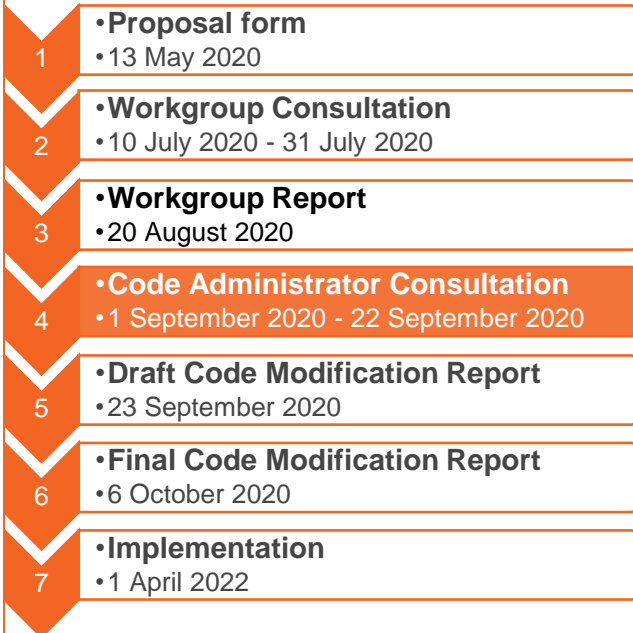 1
•Proposal form
•13 May 2020
2
•Workgroup Consultation
•10 July 2020 - 31 July 2020
3
•Workgroup Report
•20 August 2020
4
•Code Administrator Consultation
•1 September 2020 - 22 September 2020
5
•Draft Code Modification Report
•23 September 2020
6
•Final Code Modification Report
•6 October 2020
7
•Implementation
•1 April 2022